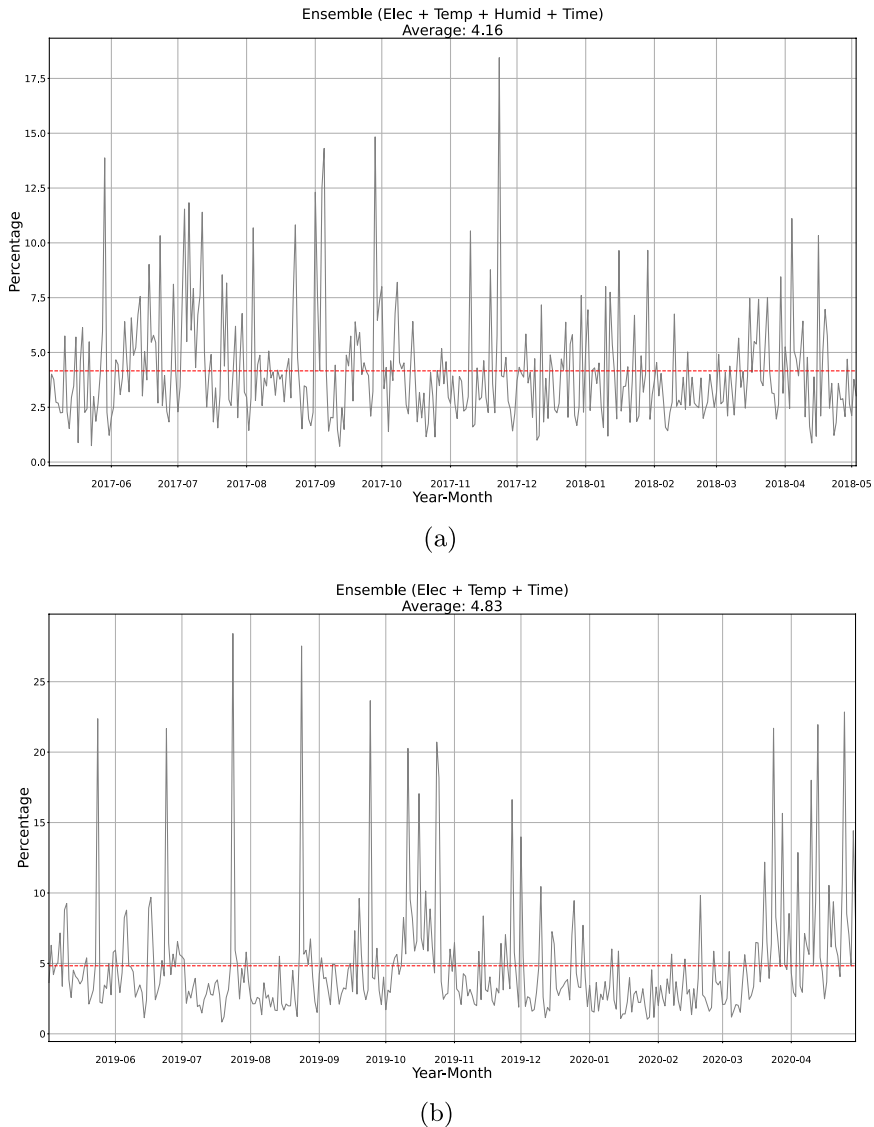 Ensemble (Elec + Temp + Humid + Time)
Average: 4.16
17.5
15.0
12.5
10.0
7.5
5.0
2.5
0.0
Percentage
2017-06 2017-07 2017-08 2017-09 2017-10 2017-11 2017-12 2018-01 2018-02 2018-03 2018-04 2018-05
Year-Month
(a)
Ensemble (Elec + Temp + Time)
Average: 4.83
25
20
15
10
5
0
Percentage
2019-06 2019-07 2019-08 2019-09 2019-10 2019-11 2019-12 2020-01 2020-02 2020-03 2020-04
Year-Month
(b)